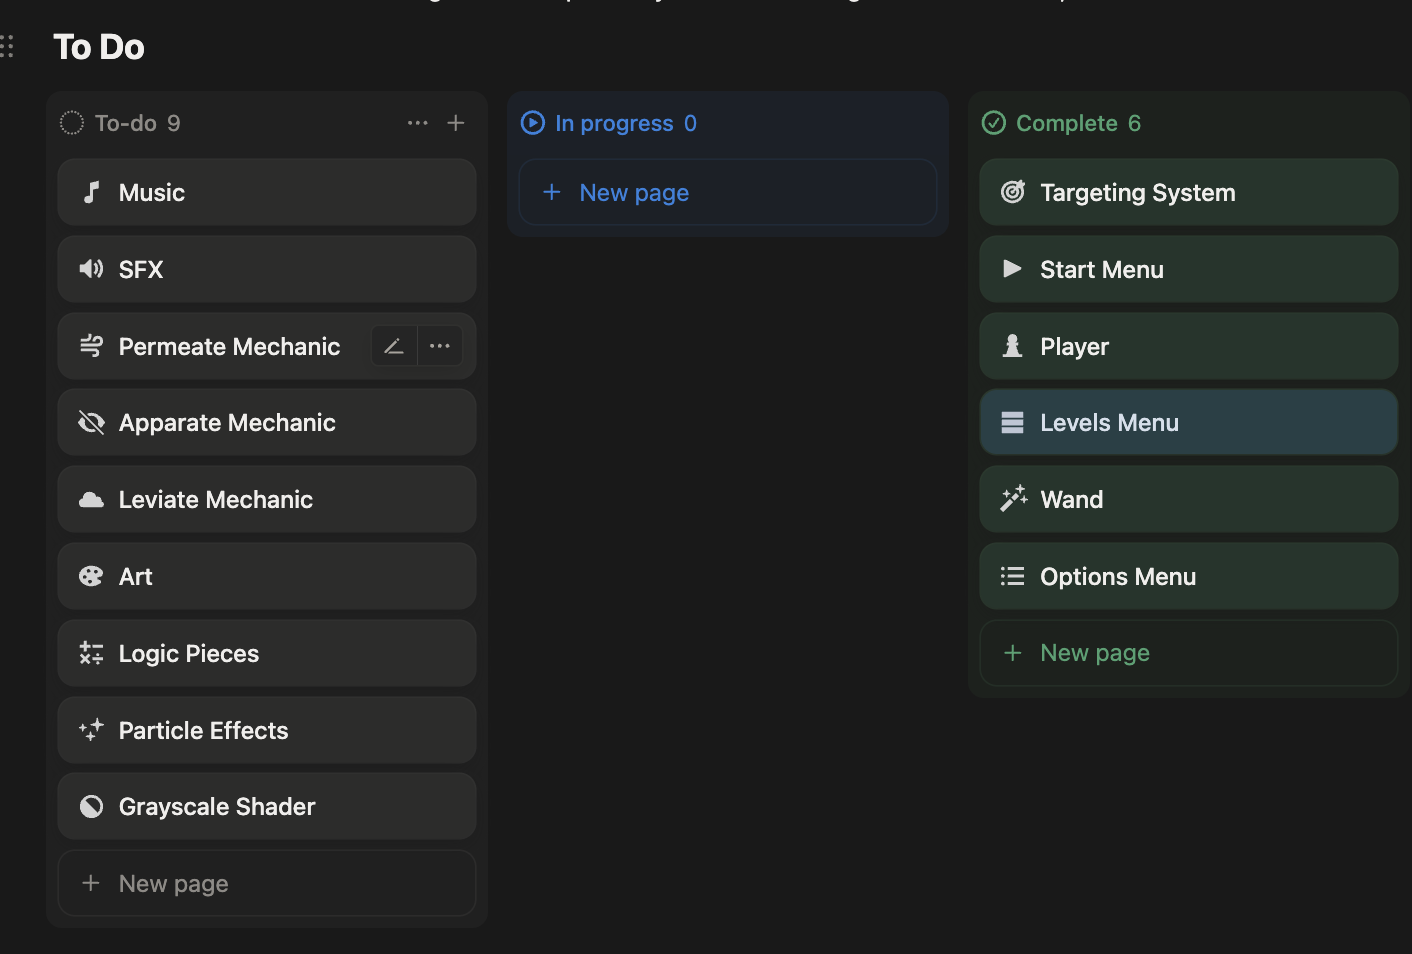 To Do
To-do 9
Music
SFX
Permeate Mechanic
Apparate Mechanic
Leviate Mechanic
Art
Logic Pieces
Particle Effects
Grayscale Shader
New page
In progress 0
New page
Complete 6
Targeting System
Start Menu
Player
Levels Menu
Wand
Options Menu
New page